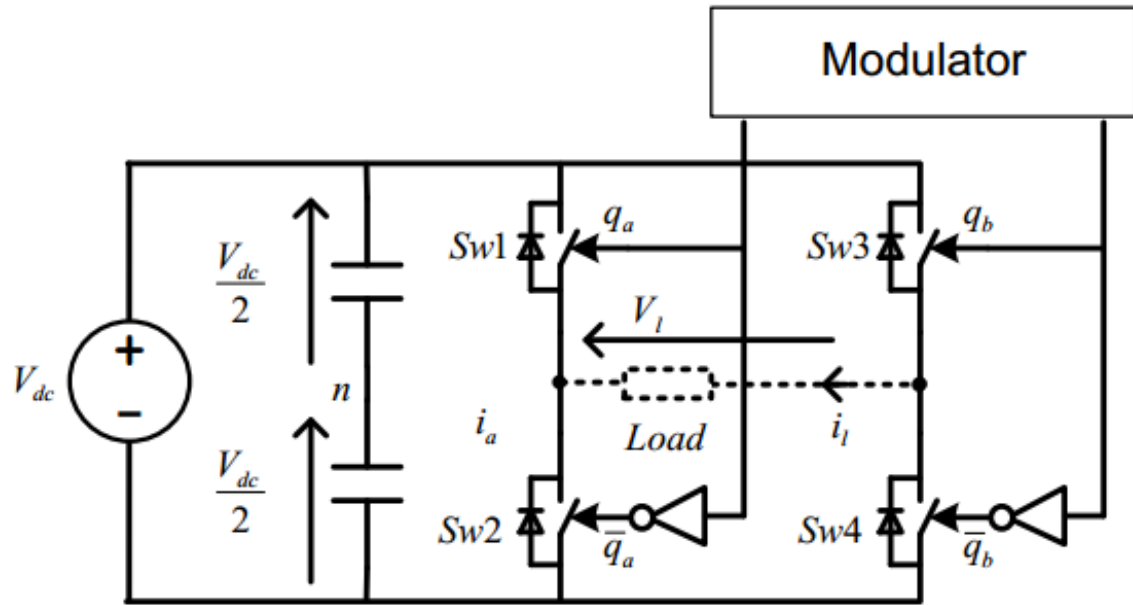 Modulator
q_a
q_b
Sw1
Sw3
V_dc/2
V_l
+
V_dc
n
-
i_a
Load
i_l
V_dc/2
Sw2
q̅_a
Sw4
q̅_b